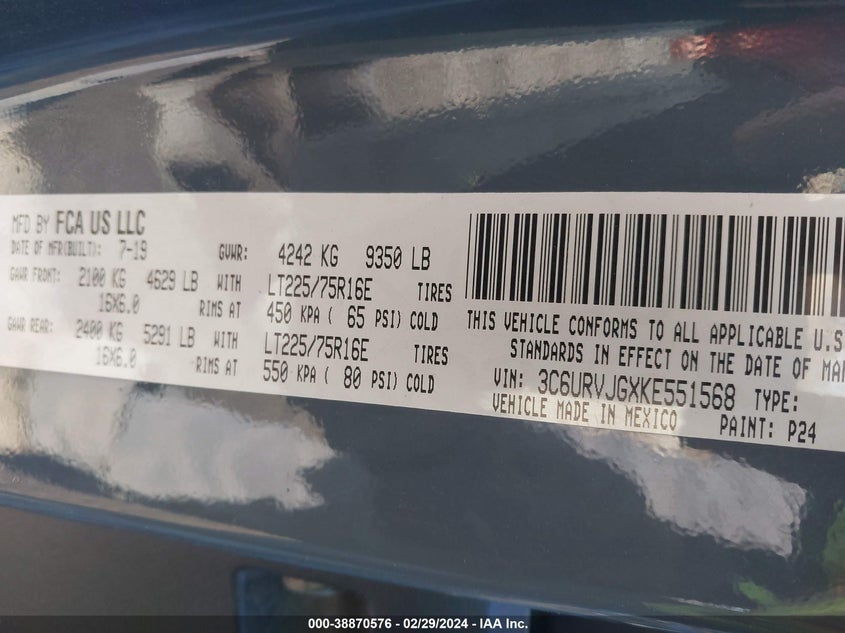 MFD BY FCA US LLC
DATE OF MFR(BUILT): 7-19 GVWR: 4242 KG 9350 LB
GAWR FRONT: 2100 KG 4629 LB WITH LT225/75R16E TIRES
16X6.0 RIMS AT 450 KPA ( 65 PSI) COLD
GAWR REAR: 2400 KG 5291 LB WITH LT225/75R16E TIRES
16X6.0 RIMS AT 550 KPA ( 80 PSI) COLD
THIS VEHICLE CONFORMS TO ALL APPLICABLE U.S
STANDARDS IN EFFECT ON THE DATE OF MAN
VIN: 3C6URVJGXKE551568 TYPE:
VEHICLE MADE IN MEXICO PAINT: P24
000-38870576 - 02/29/2024 - IAA Inc.